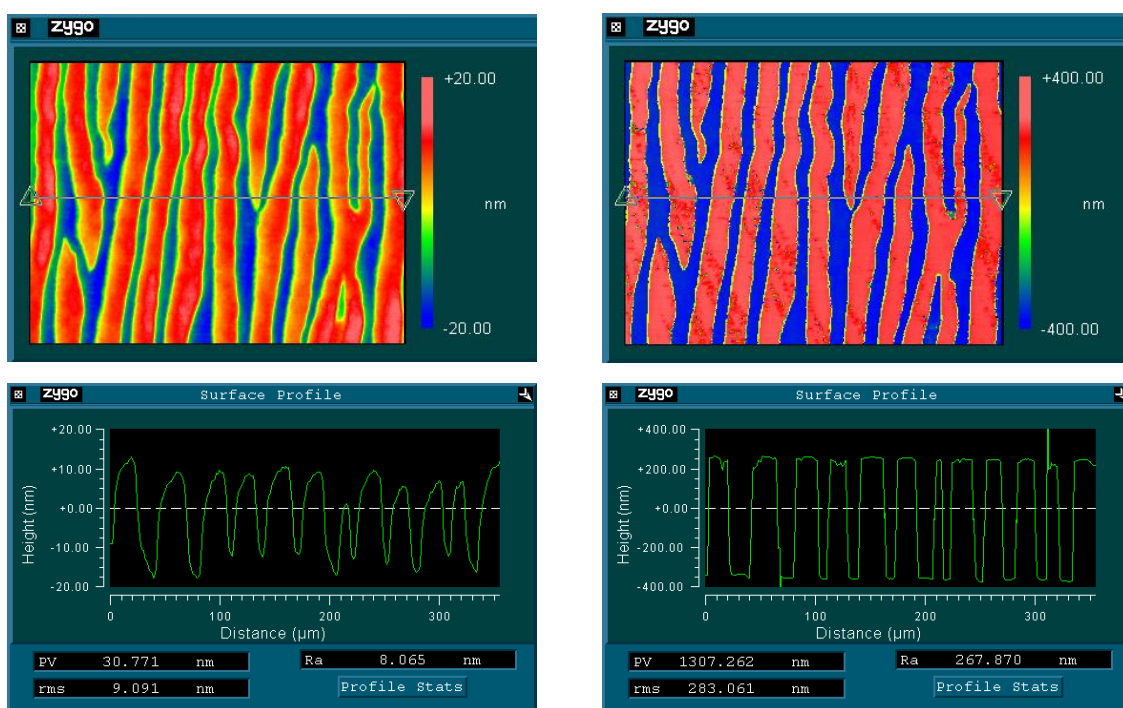 zygo
+20.00
nm
-20.00
zygo
+400.00
nm
-400.00
zygo Surface Profile
+20.00
+10.00
+0.00
-10.00
-20.00
Height (nm)
0 100 200 300
Distance (µm)
PV 30.771 nm
rms 9.091 nm
Ra 8.065 nm
Profile Stats
zygo Surface Profile
+400.00
+200.00
+0.00
-200.00
-400.00
Height (nm)
0 100 200 300
Distance (µm)
PV 1307.262 nm
rms 283.061 nm
Ra 267.870 nm
Profile Stats